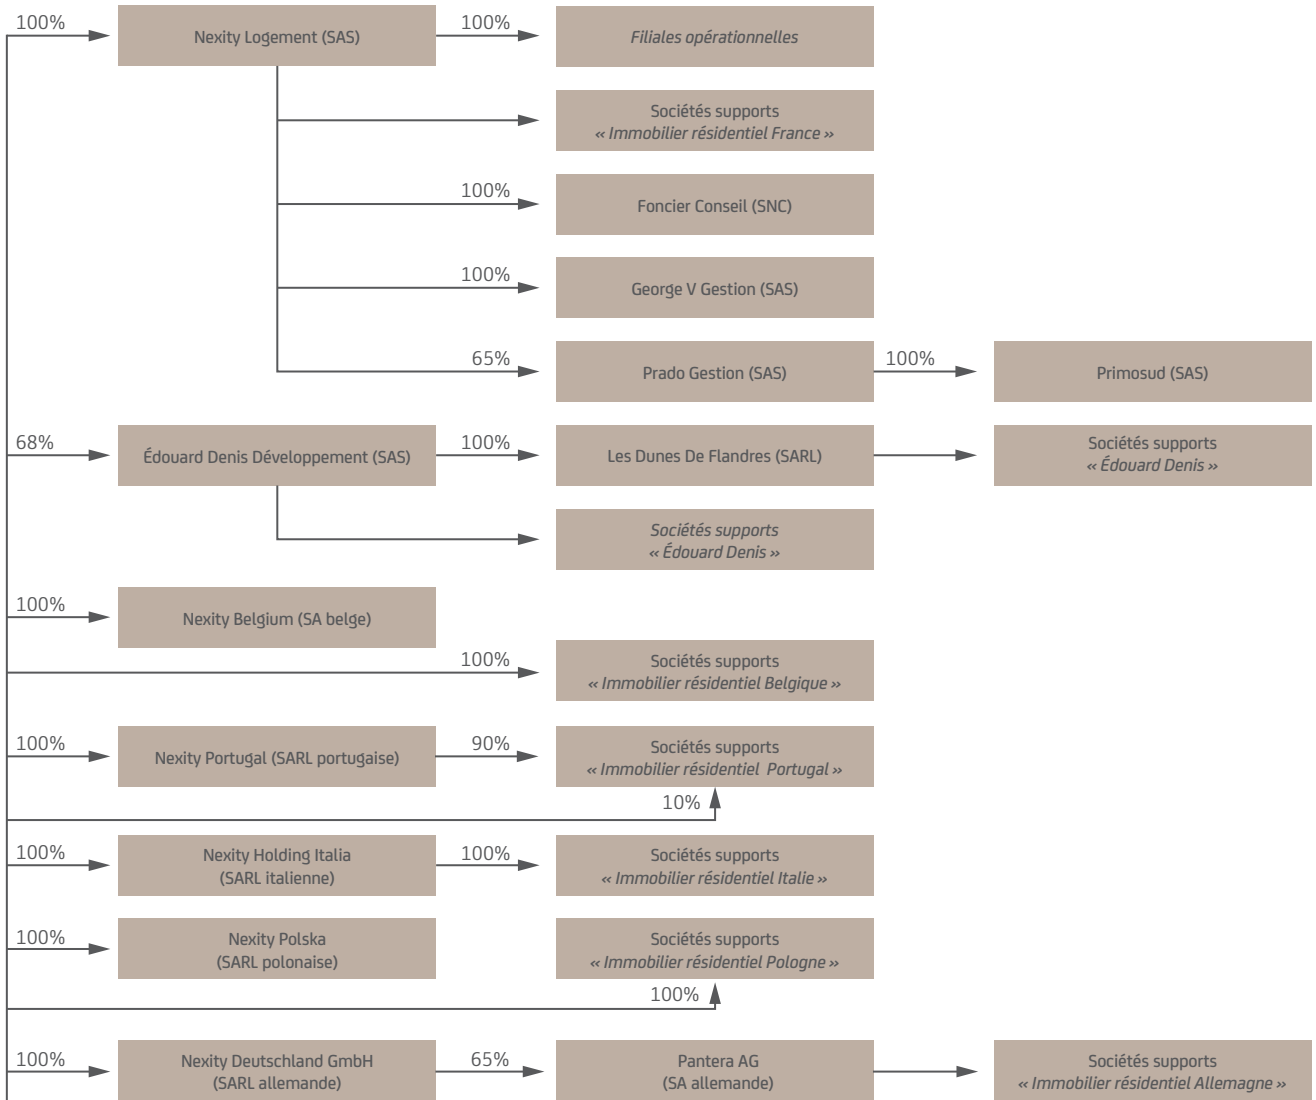 100%
Nexity Logement (SAS)
100%
Filiales opérationnelles
Sociétés supports
« Immobilier résidentiel France »
100%
Foncier Conseil (SNC)
100%
George V Gestion (SAS)
65%
Prado Gestion (SAS)
100%
Primosud (SAS)
68%
Édouard Denis Développement (SAS)
100%
Les Dunes De Flandres (SARL)
Sociétés supports
« Édouard Denis »
Sociétés supports
« Édouard Denis »
100%
Nexity Belgium (SA belge)
100%
Sociétés supports
« Immobilier résidentiel Belgique »
100%
Nexity Portugal (SARL portugaise)
90%
Sociétés supports
« Immobilier résidentiel Portugal »
10%
100%
Nexity Holding Italia
(SARL italienne)
100%
Sociétés supports
« Immobilier résidentiel Italie »
100%
Nexity Polska
(SARL polonaise)
Sociétés supports
« Immobilier résidentiel Pologne »
100%
100%
Nexity Deutschland GmbH
(SARL allemande)
65%
Pantera AG
(SA allemande)
Sociétés supports
« Immobilier résidentiel Allemagne »